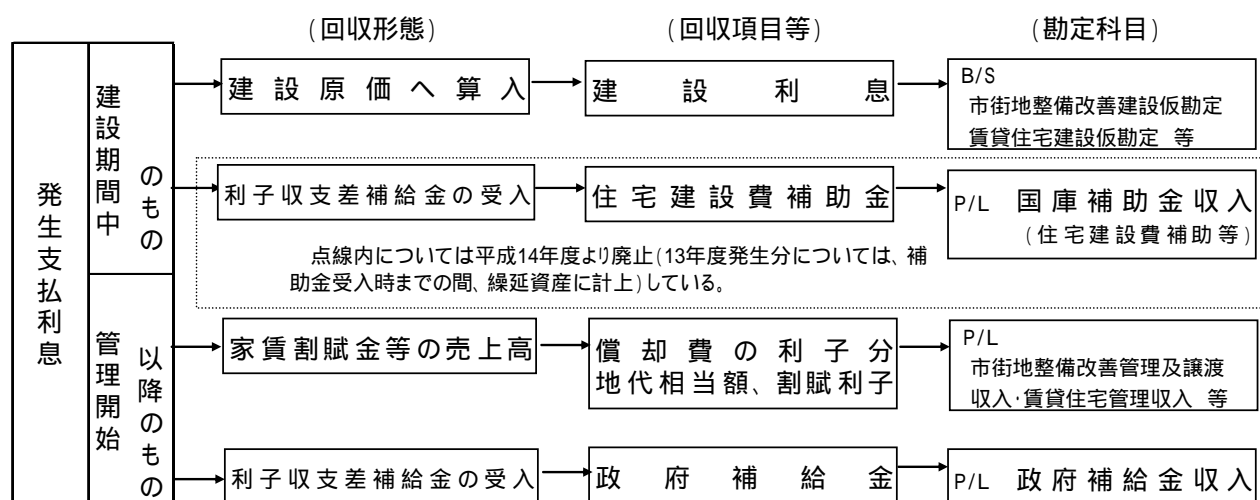 (回収形態)
(回収項目等)
(勘定科目)
発生支払利息
建設期間中
のもの
建設原価へ算入
建設利息
B/S
市街地整備改善建設仮勘定
賃貸住宅建設仮勘定 等
利子収支差補給金の受入
住宅建設費補助金
P/L 国庫補助金収入
(住宅建設費補助等)
点線内については平成14年度より廃止(13年度発生分については、補
助金受入時までの間、繰延資産に計上)している。
管理開始
以降のもの
家賃割賦金等の売上高
償却費の利子分
地代相当額、割賦利子
P/L
市街地整備改善管理及譲渡
収入・賃貸住宅管理収入 等
利子収支差補給金の受入
政府補給金
P/L 政府補給金収入